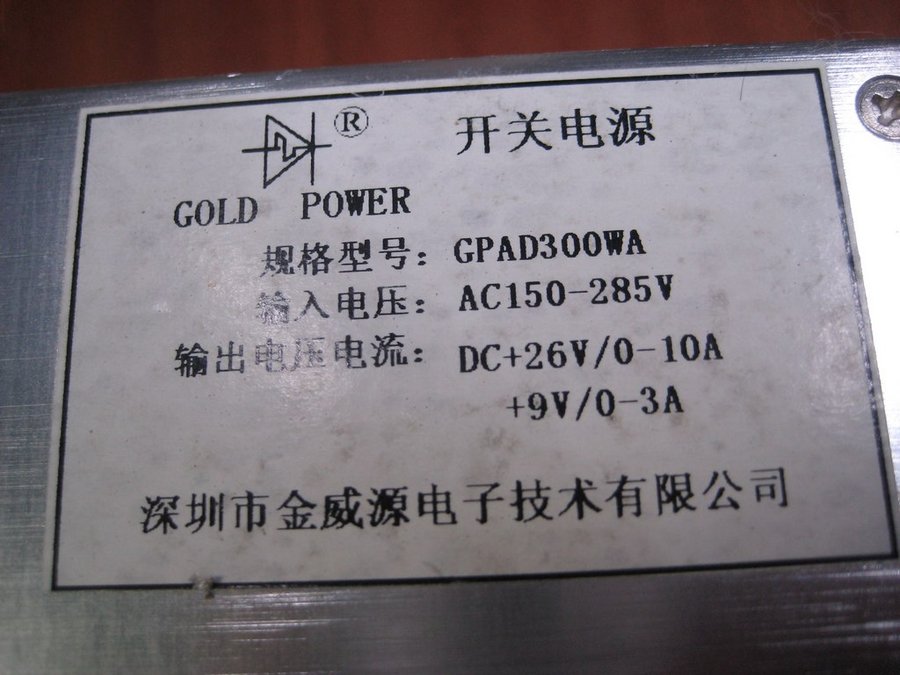 ®
开关电源
GOLD POWER
规格型号：GPAD300WA
输入电压：AC150-285V
输出电压电流：DC+26V/0-10A
+9V/0-3A
深圳市金威源电子技术有限公司